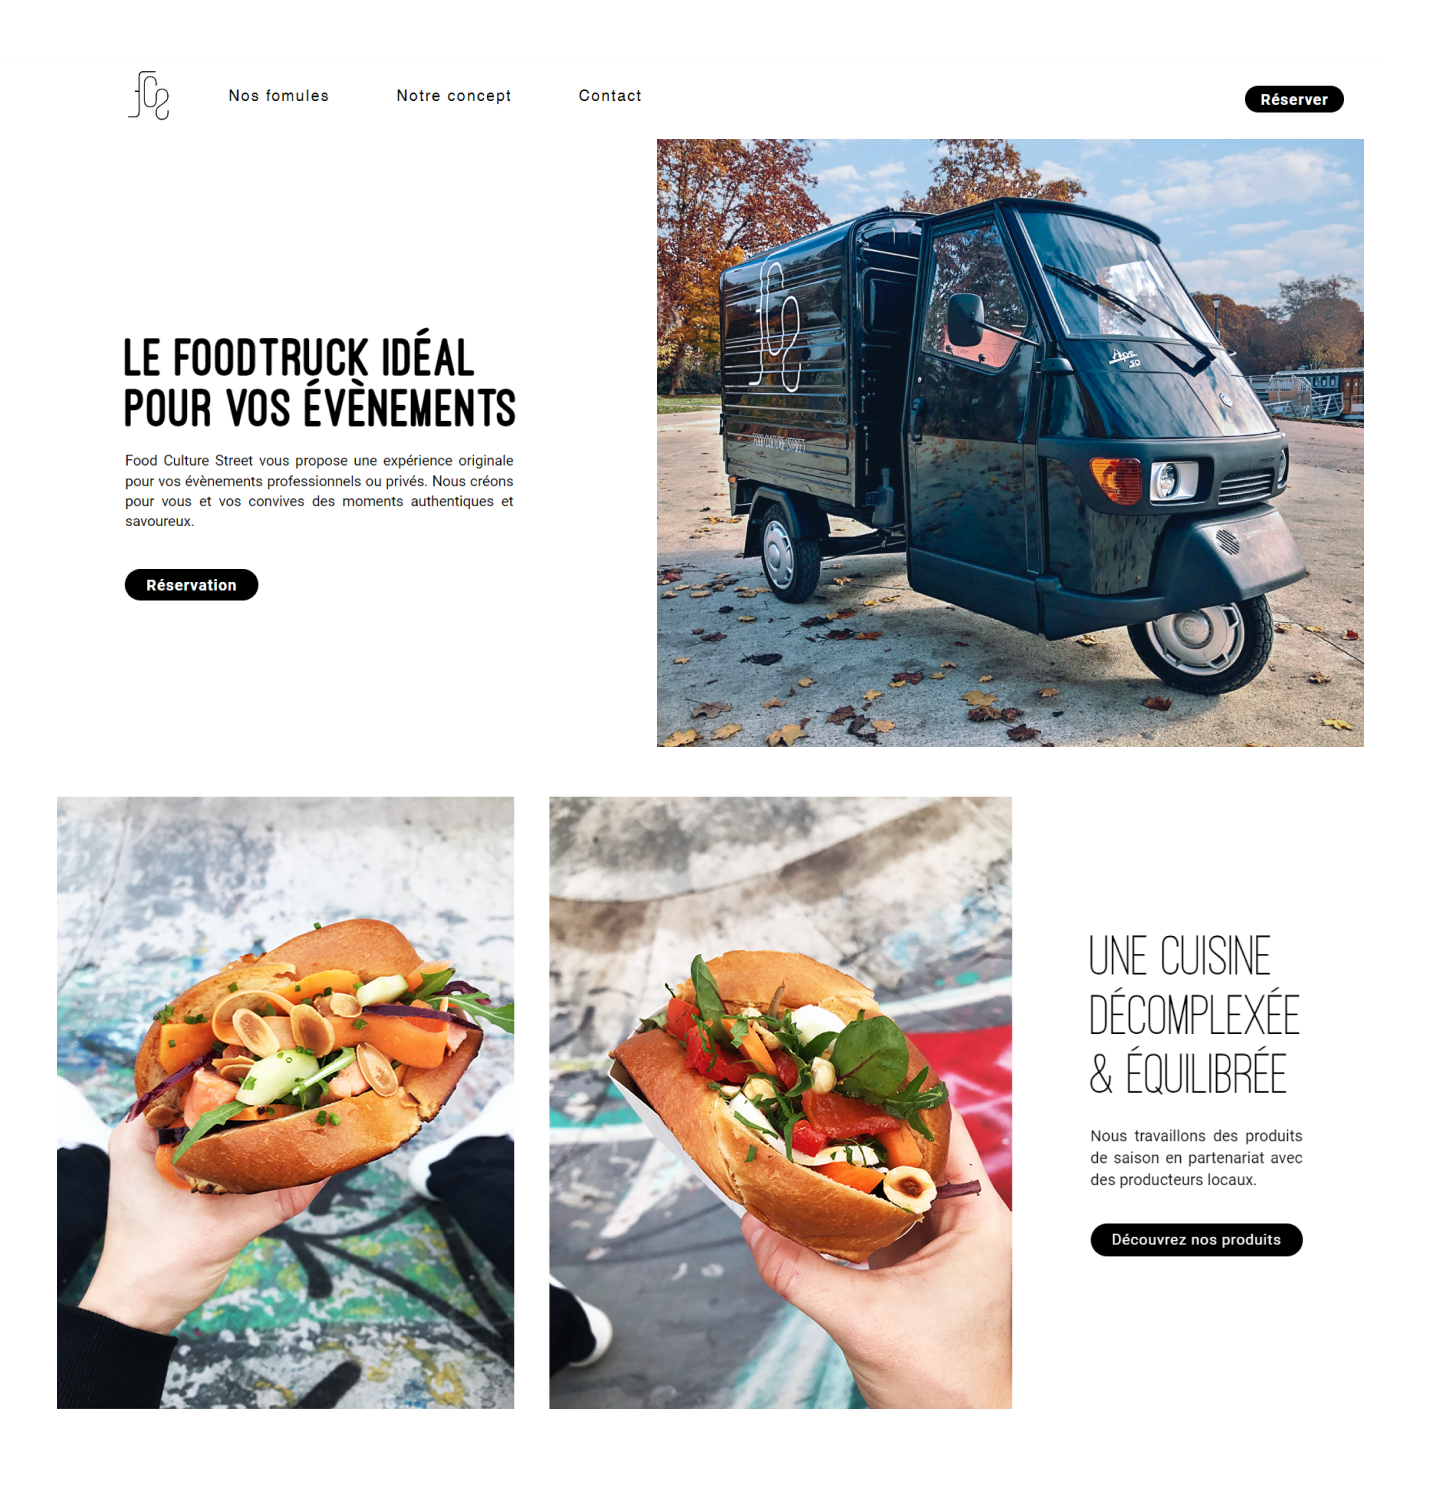 fcs
Nos fomules
Notre concept
Contact
Réserver
LE FOODTRUCK IDÉAL
POUR VOS ÉVÈNEMENTS
Food Culture Street vous propose une expérience originale
pour vos évènements professionnels ou privés. Nous créons
pour vous et vos convives des moments authentiques et
savoureux.
Réservation
fcs
FOOD CULTURE STREET
Ape
50
UNE CUISINE
DÉCOMPLEXÉE
& ÉQUILIBRÉE
Nous travaillons des produits
de saison en partenariat avec
des producteurs locaux.
Découvrez nos produits